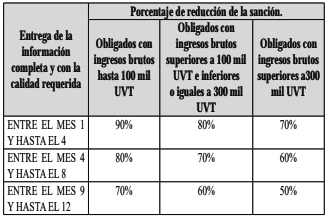 Porcentaje de reducción de la sanción.
Entrega de la
información
completa y con la
calidad requerida
Obligados con
ingresos brutos
hasta 100 mil
UVT
Obligados con
ingresos brutos
superiores a 100 mil
UVT e inferiores
o iguales a 300 mil
UVT
Obligados con
ingresos brutos
superiores a300
mil UVT
ENTRE EL MES 1
Y HASTA EL 4
90%
80%
70%
ENTRE EL MES 4
Y HASTA EL 8
80%
70%
60%
ENTRE EL MES 9
Y HASTA EL 12
70%
60%
50%